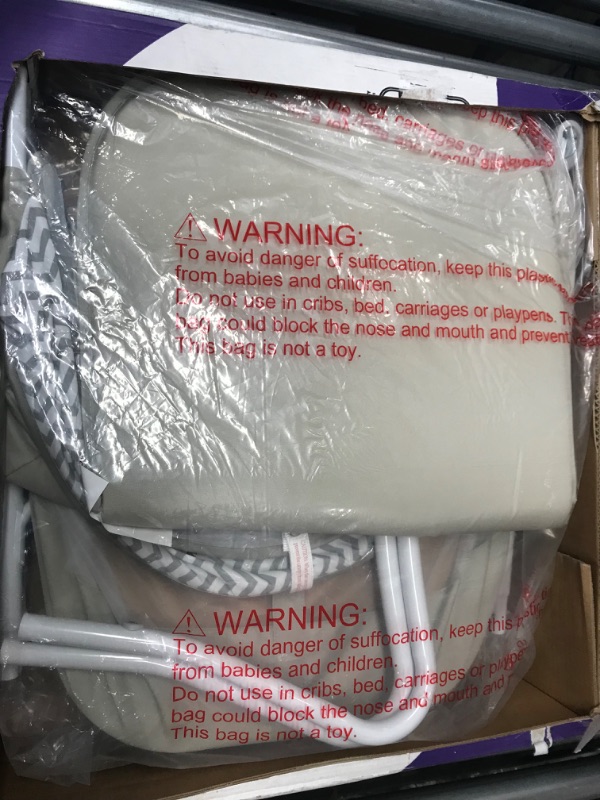 bed, carriages or
WARNING:
To avoid danger of suffocation, keep this
from babies and children.
Do not use in cribs, bed, carriages or playpens.
bag could block the nose and mouth and prevent
This bag is not a toy.
WARNING:
To avoid danger of suffocation, keep this
from babies and children.
Do not use in cribs, bed, carriages or
bag could block the nose and mouth and
This bag is not a toy.